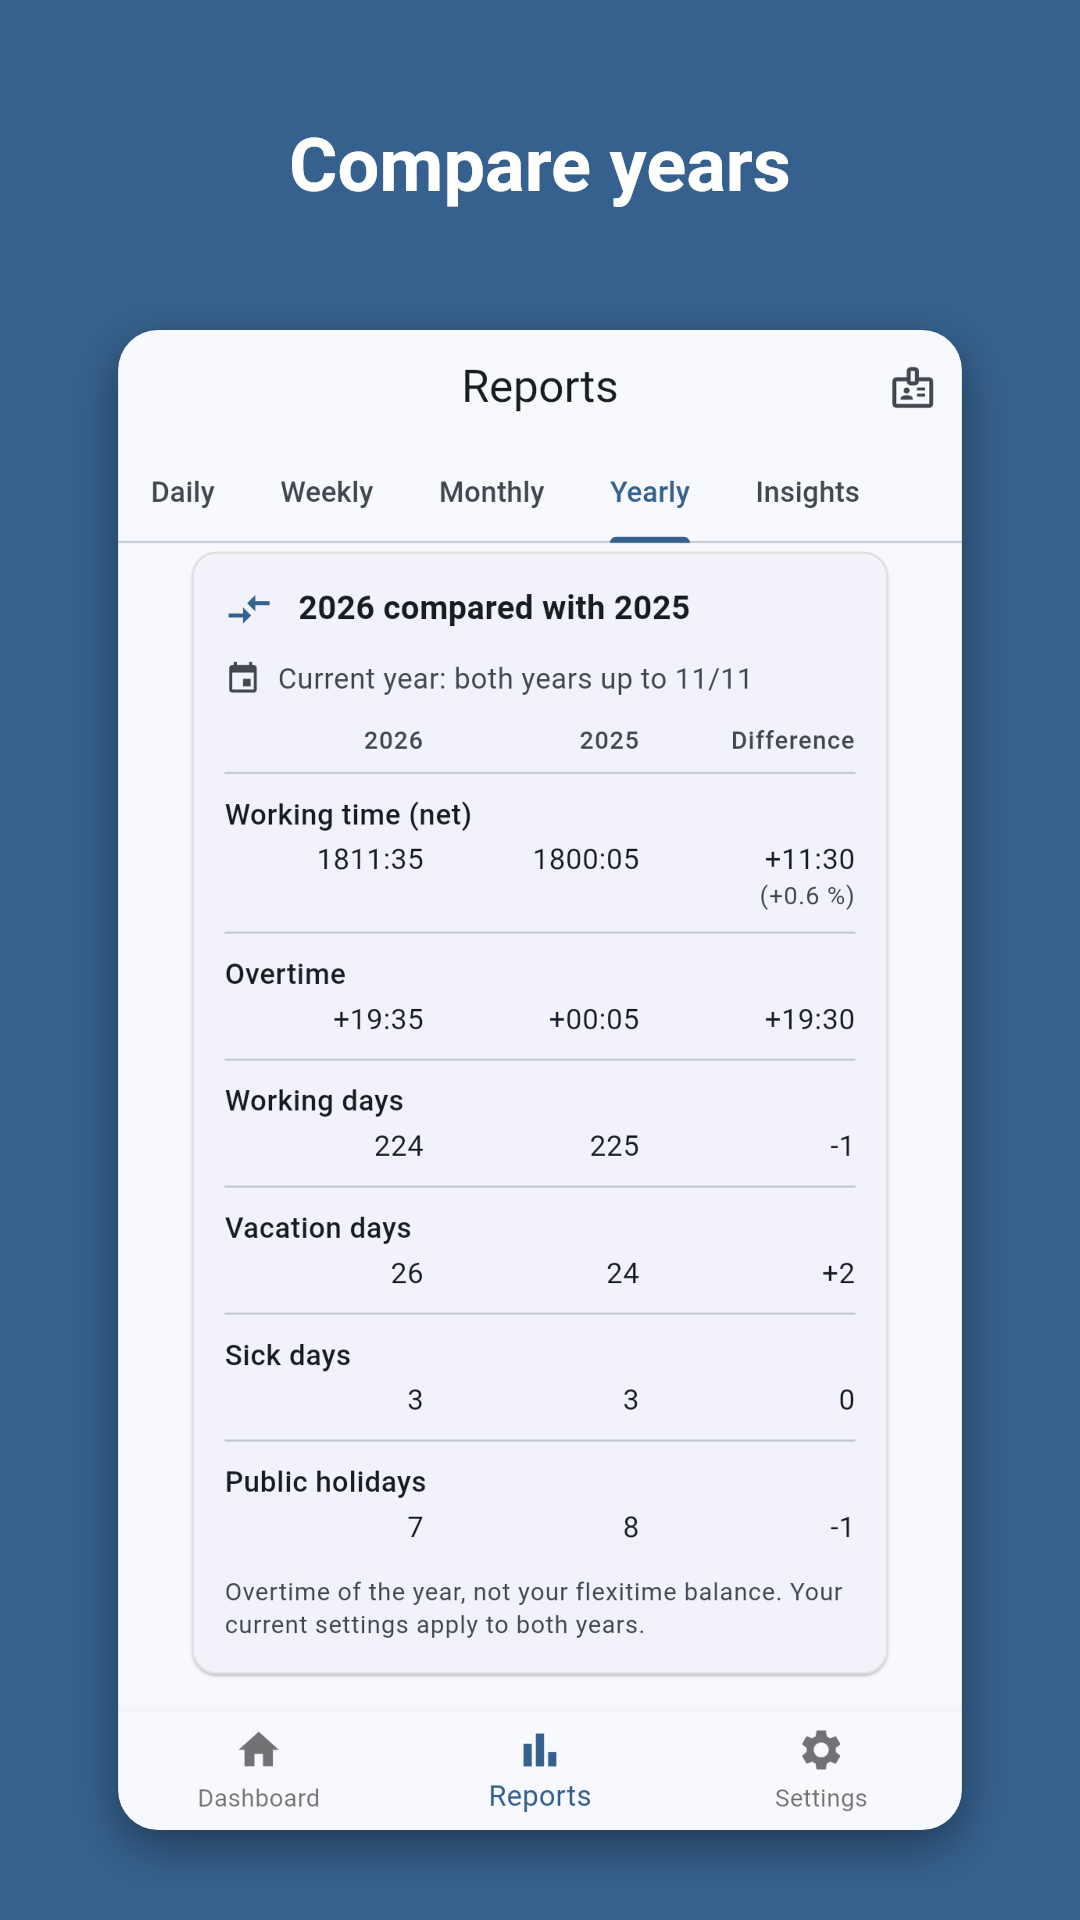 Compare years
Reports
Daily Weekly Monthly Yearly Insights
2026 compared with 2025
Current year: both years up to 11/11
2026 2025 Difference
Working time (net)
1811:35 1800:05 +11:30
(+0.6 %)
Overtime
+19:35 +00:05 +19:30
Working days
224 225 -1
Vacation days
26 24 +2
Sick days
3 3 0
Public holidays
7 8 -1
Overtime of the year, not your flexitime balance. Your
current settings apply to both years.
Dashboard Reports Settings